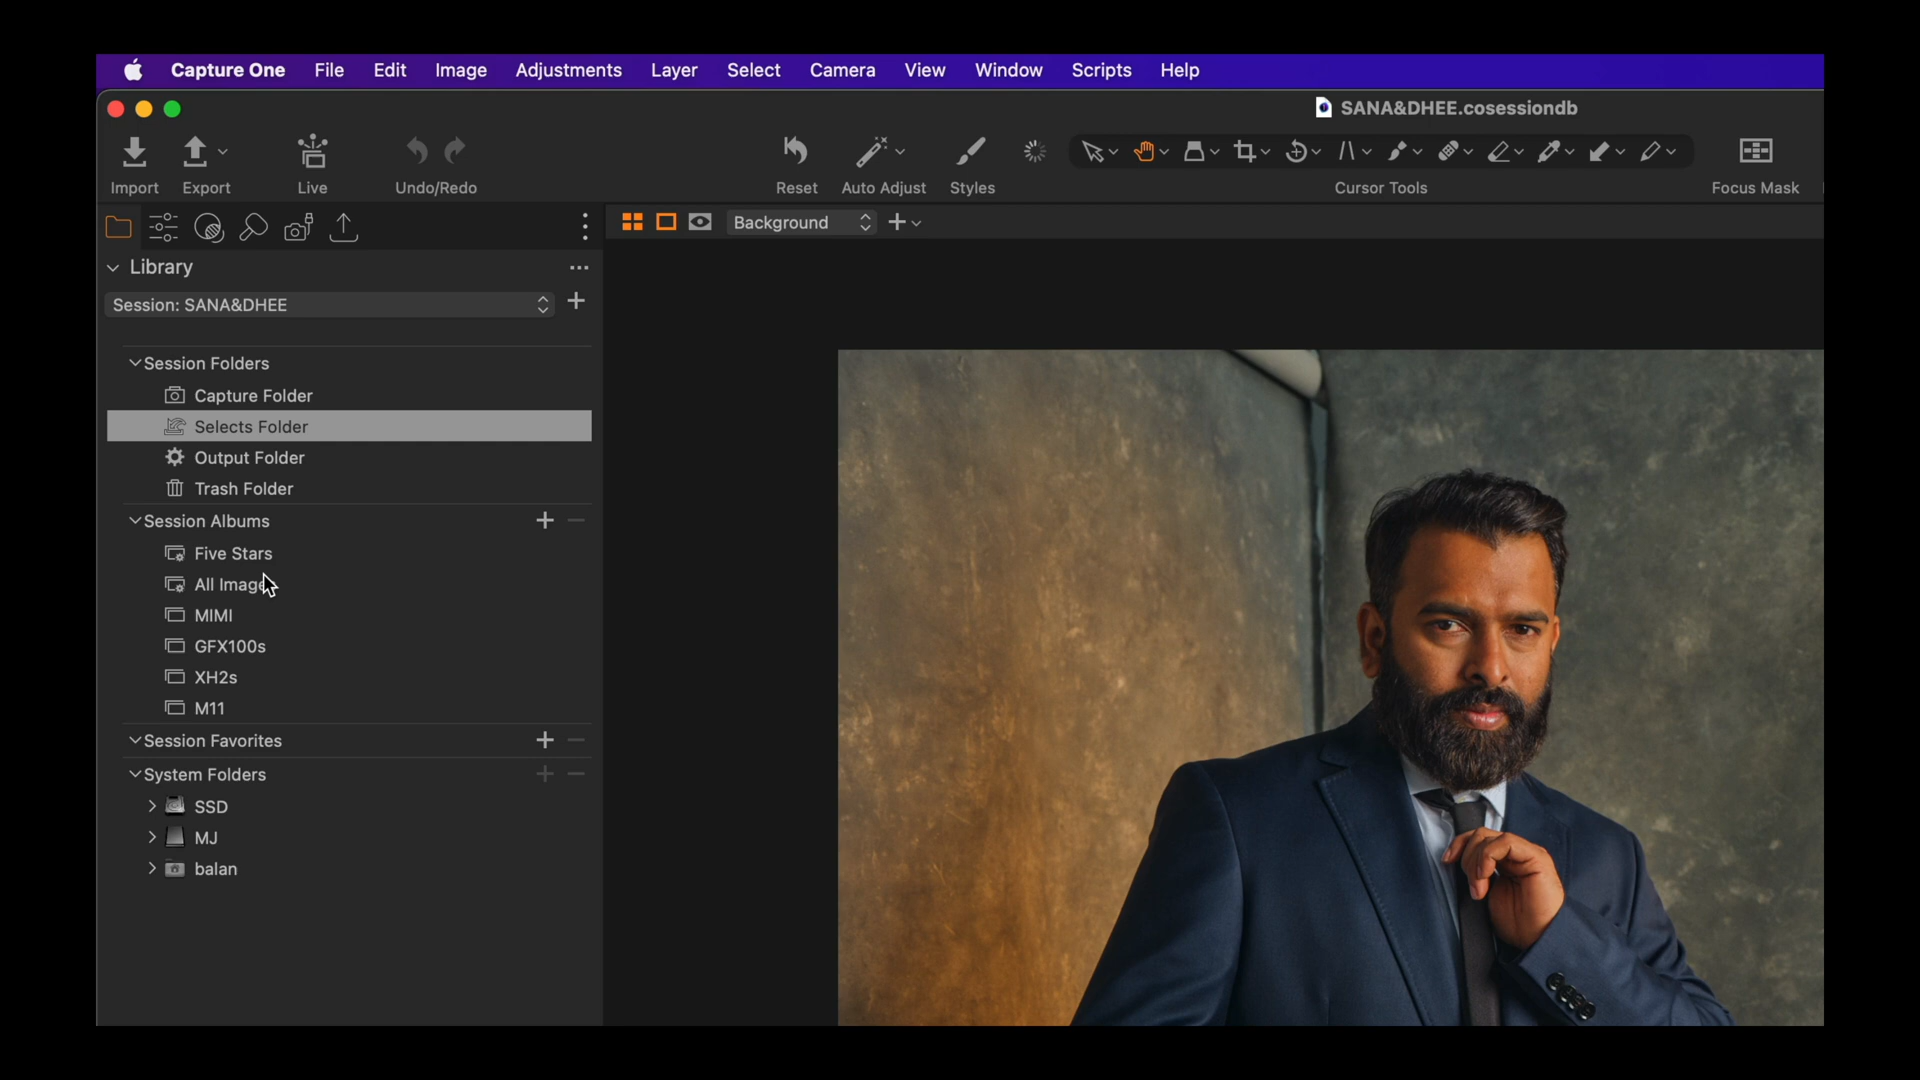 Capture One File Edit Image Adjustments Layer Select Camera View Window Scripts Help
SANA&DHEE.cosessiondb
Import Export Live Undo/Redo Reset Auto Adjust Styles Cursor Tools Focus Mask
Background
Library
Session: SANA&DHEE
Session Folders
Capture Folder
Selects Folder
Output Folder
Trash Folder
Session Albums
Five Stars
All Image
MIMI
GFX100s
XH2s
M11
Session Favorites
System Folders
SSD
MJ
balan